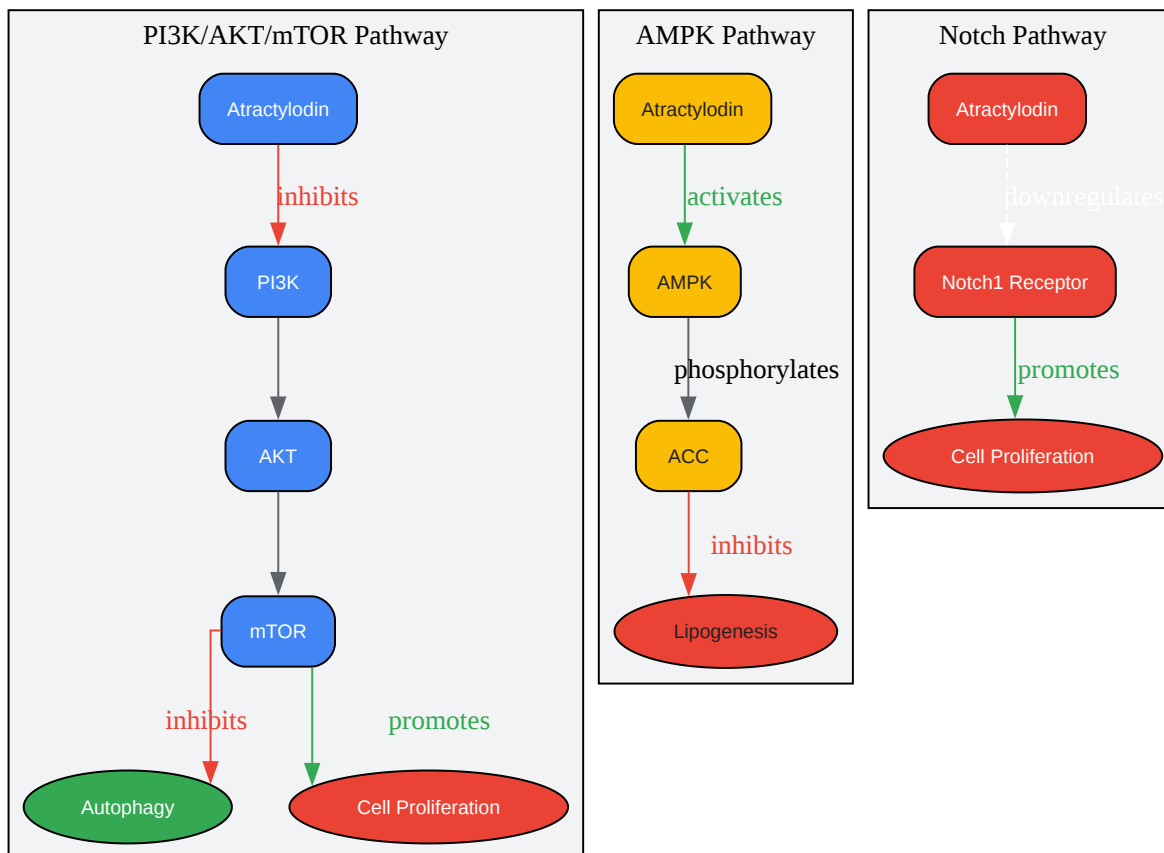 PI3K/AKT/mTOR Pathway
Atractylodin
inhibits
PI3K
AKT
mTOR
inhibits
promotes
Autophagy
Cell Proliferation
AMPK Pathway
Atractylodin
activates
AMPK
phosphorylates
ACC
inhibits
Lipogenesis
Notch Pathway
Atractylodin
downregulates
Notch1 Receptor
promotes
Cell Proliferation